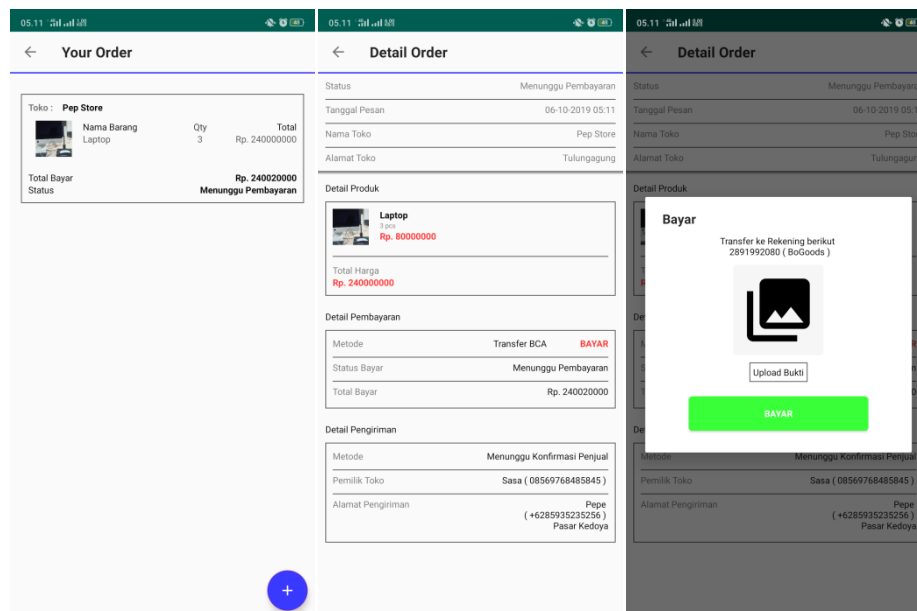 05.11
Your Order
Toko : Pep Store
Nama Barang Qty Total
Laptop 3 Rp. 240000000
Total Bayar Rp. 240020000
Status Menunggu Pembayaran
+
05.11
Detail Order
Status Menunggu Pembayaran
Tanggal Pesan 06-10-2019 05:11
Nama Toko Pep Store
Alamat Toko Tulungagung
Detail Produk
Laptop
3 pcs
Rp. 80000000
Total Harga
Rp. 240000000
Detail Pembayaran
Metode Transfer BCA BAYAR
Status Bayar Menunggu Pembayaran
Total Bayar Rp. 240020000
Detail Pengiriman
Metode Menunggu Konfirmasi Penjual
Pemilik Toko Sasa ( 08569768485845 )
Alamat Pengiriman Pepe
( +6285935235256 )
Pasar Kedoya
05.11
Detail Order
Status Menunggu
Tanggal Pesan 06-10-2019
Nama Toko Pep
Alamat Toko
Detail Produk
Bayar
Transfer ke Rekening berikut
2891992080 ( BoGoods )
Upload Bukti
BAYAR
Metode Menunggu Konfirmasi Penjual
Pemilik Toko Sasa ( 08569768485845 )
Alamat Pengiriman Pepe
( +6285935235256 )
Pasar Kedoya